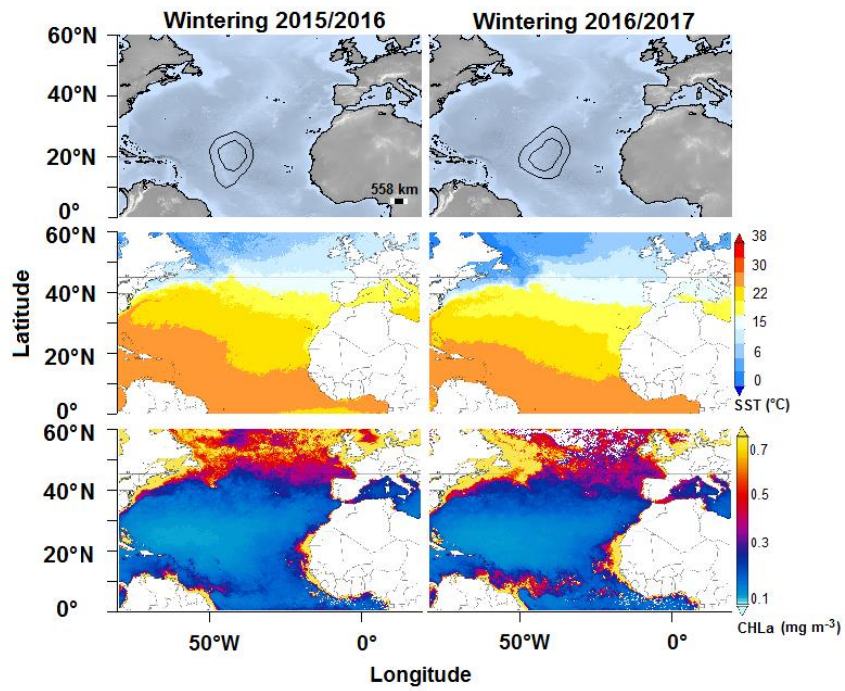 Wintering 2015/2016 Wintering 2016/2017
60°N
40°N
20°N
0°
558 km
Latitude
60°N
40°N
20°N
0°
38
30
22
15
6
0
SST (°C)
60°N
40°N
20°N
0°
0.7
0.5
0.3
0.1
CHLa (mg m⁻³)
50°W 0° 50°W 0°
Longitude